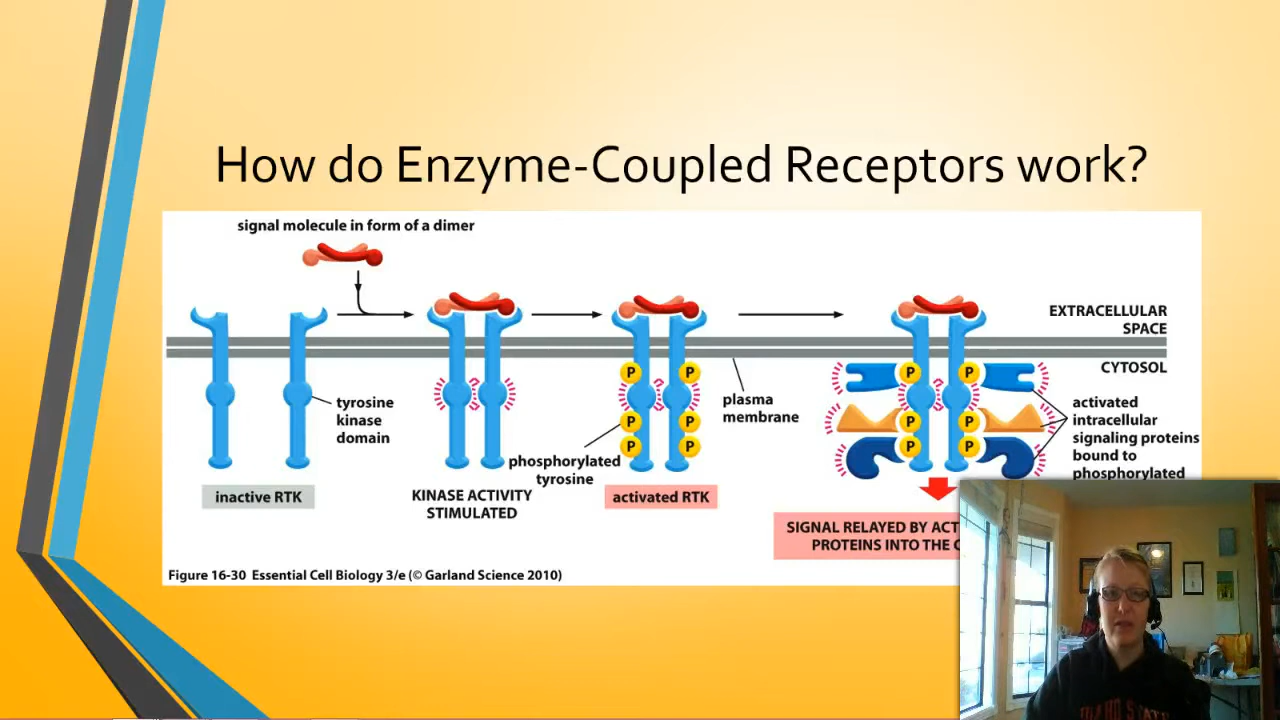 How do Enzyme-Coupled Receptors work?
signal molecule in form of a dimer
EXTRACELLULAR
SPACE
CYTOSOL
P P P P
tyrosine
kinase
domain
plasma
membrane
activated
intracellular
signaling proteins
bound to
phosphorylated
P P P P
P P P P
phosphorylated
tyrosine
inactive RTK
KINASE ACTIVITY
STIMULATED
activated RTK
SIGNAL RELAYED BY
PROTEINS INTO THE
Figure 16-30 Essential Cell Biology 3/e (© Garland Science 2010)